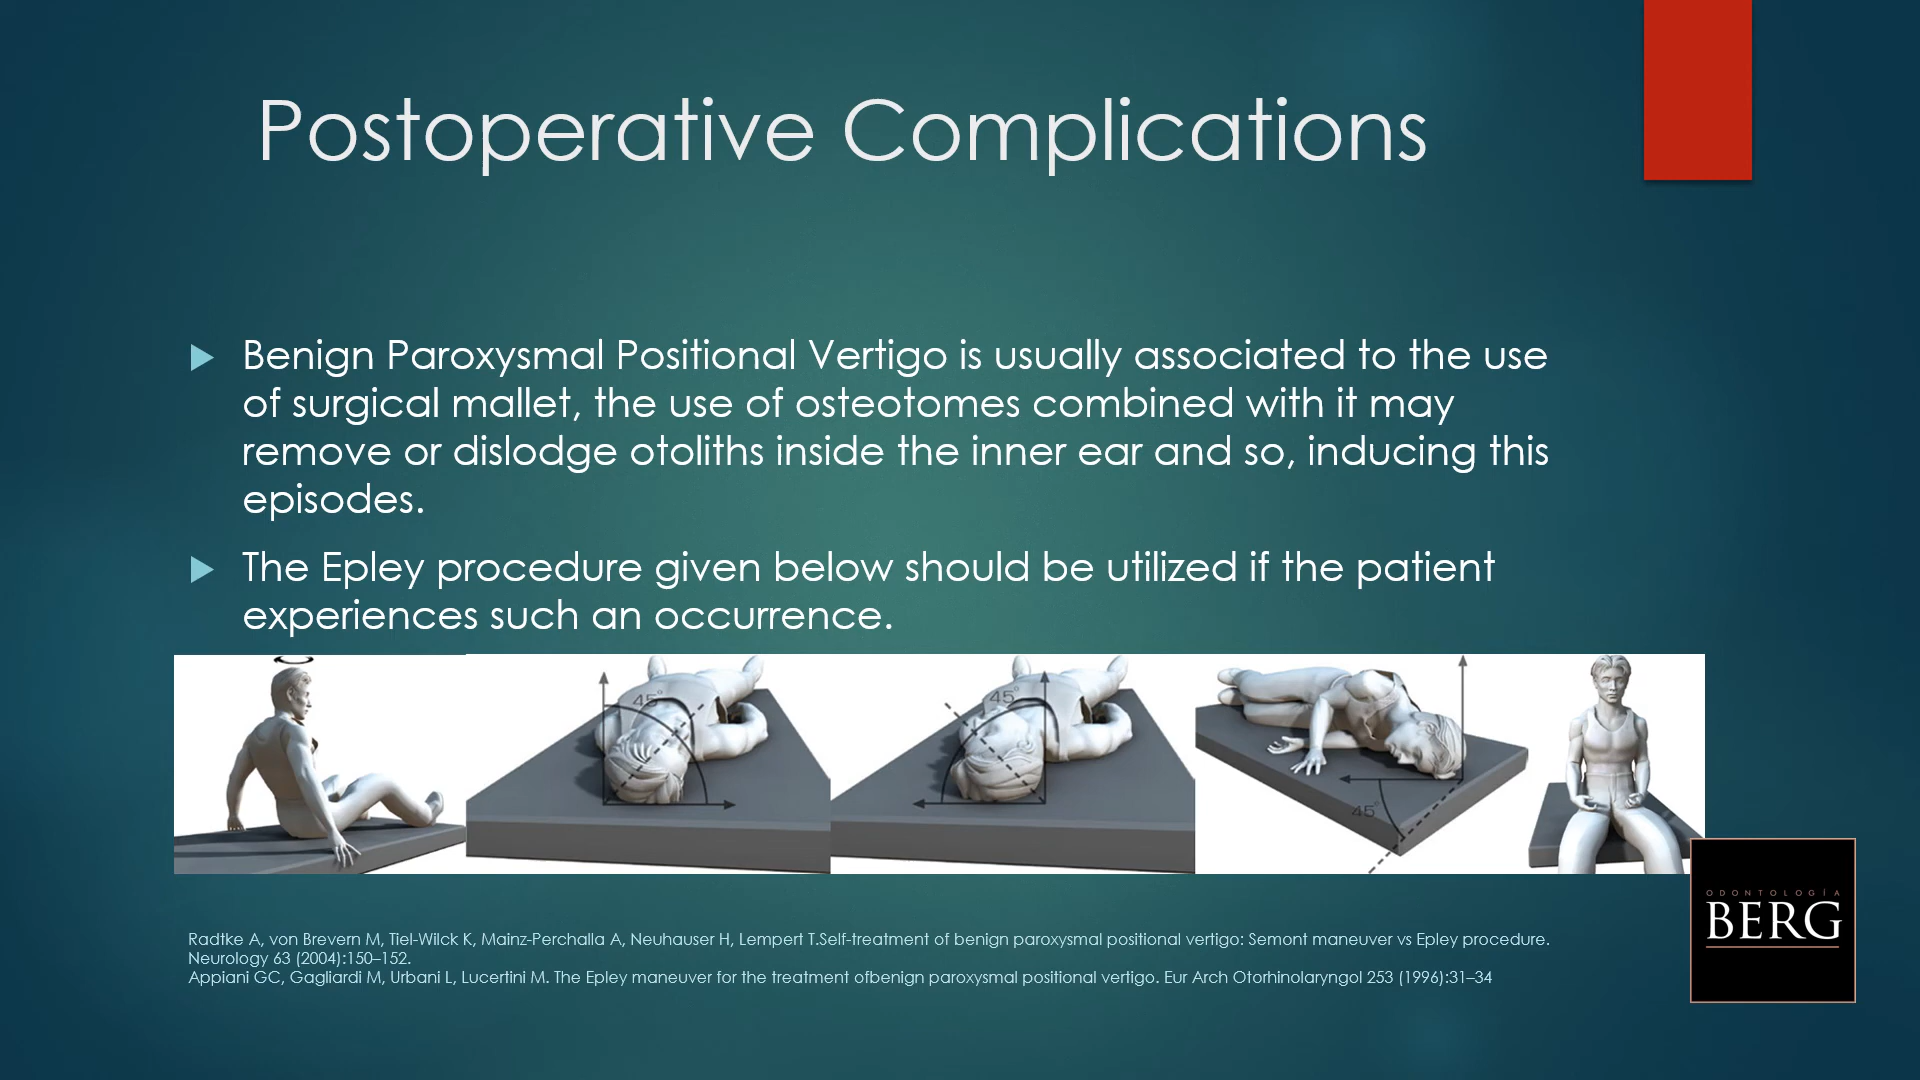 Postoperative Complications
Benign Paroxysmal Positional Vertigo is usually associated to the use
of surgical mallet, the use of osteotomes combined with it may
remove or dislodge otoliths inside the inner ear and so, inducing this
episodes.
The Epley procedure given below should be utilized if the patient
experiences such an occurrence.
45°
45°
45°
Radtke A, von Brevern M, Tiel-Wilck K, Mainz-Perchalla A, Neuhauser H, Lempert T.Self-treatment of benign paroxysmal positional vertigo: Semont maneuver vs Epley procedure.
Neurology 63 (2004):150–152.
Appiani GC, Gagliardi M, Urbani L, Lucertini M. The Epley maneuver for the treatment ofbenign paroxysmal positional vertigo. Eur Arch Otorhinolaryngol 253 (1996):31–34
ODONTOLOGÍA
BERG